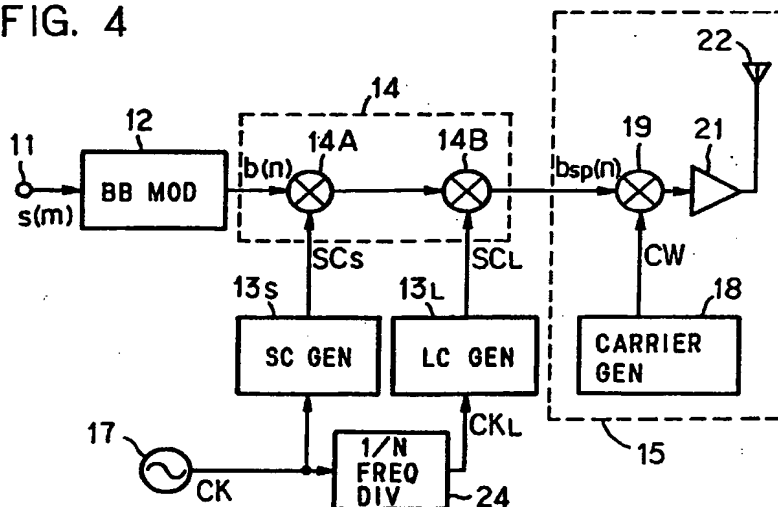 FIG. 4
22
14
12
11
14A
14B
19
21
b(n)
bsp(n)
BB MOD
s(m)
SCs
SCL
CW
13s
13L
18
SC GEN
LC GEN
CARRIER
GEN
CKL
17
15
CK
1/N
FREQ
DIV
24